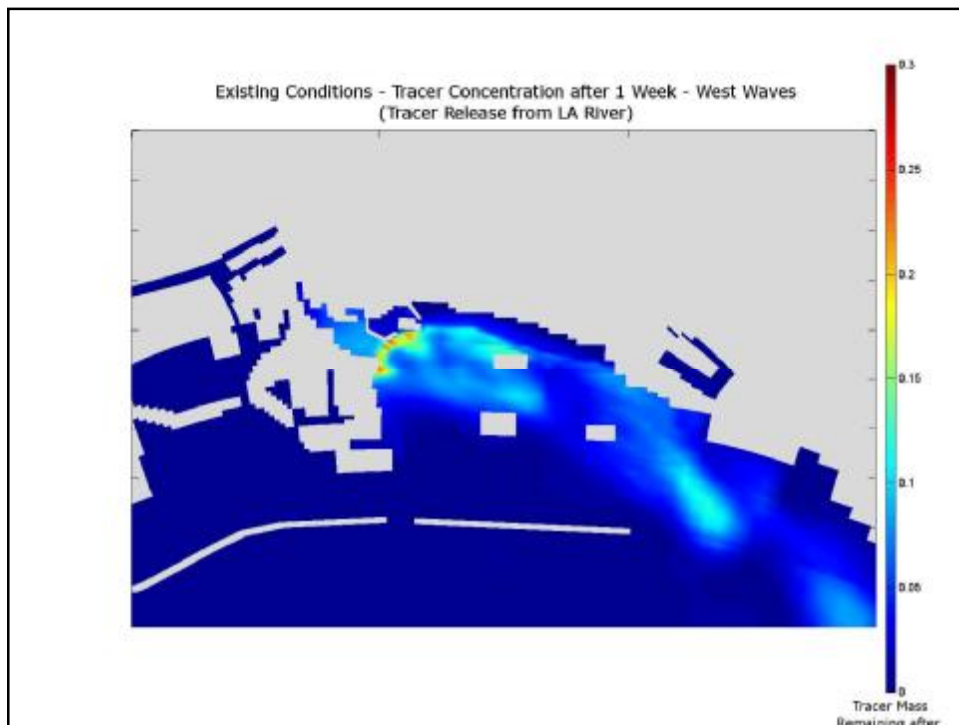 Existing Conditions - Tracer Concentration after 1 Week - West Waves
(Tracer Release from LA River)
0.3
0.25
0.2
0.15
0.1
0.05
0
Tracer Mass
Remaining after